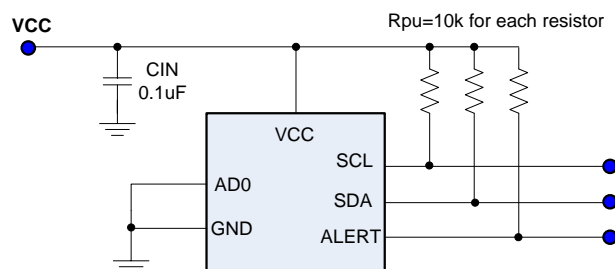 Rpu=10k for each resistor
VCC
CIN
0.1uF
VCC
SCL
AD0
SDA
GND
ALERT